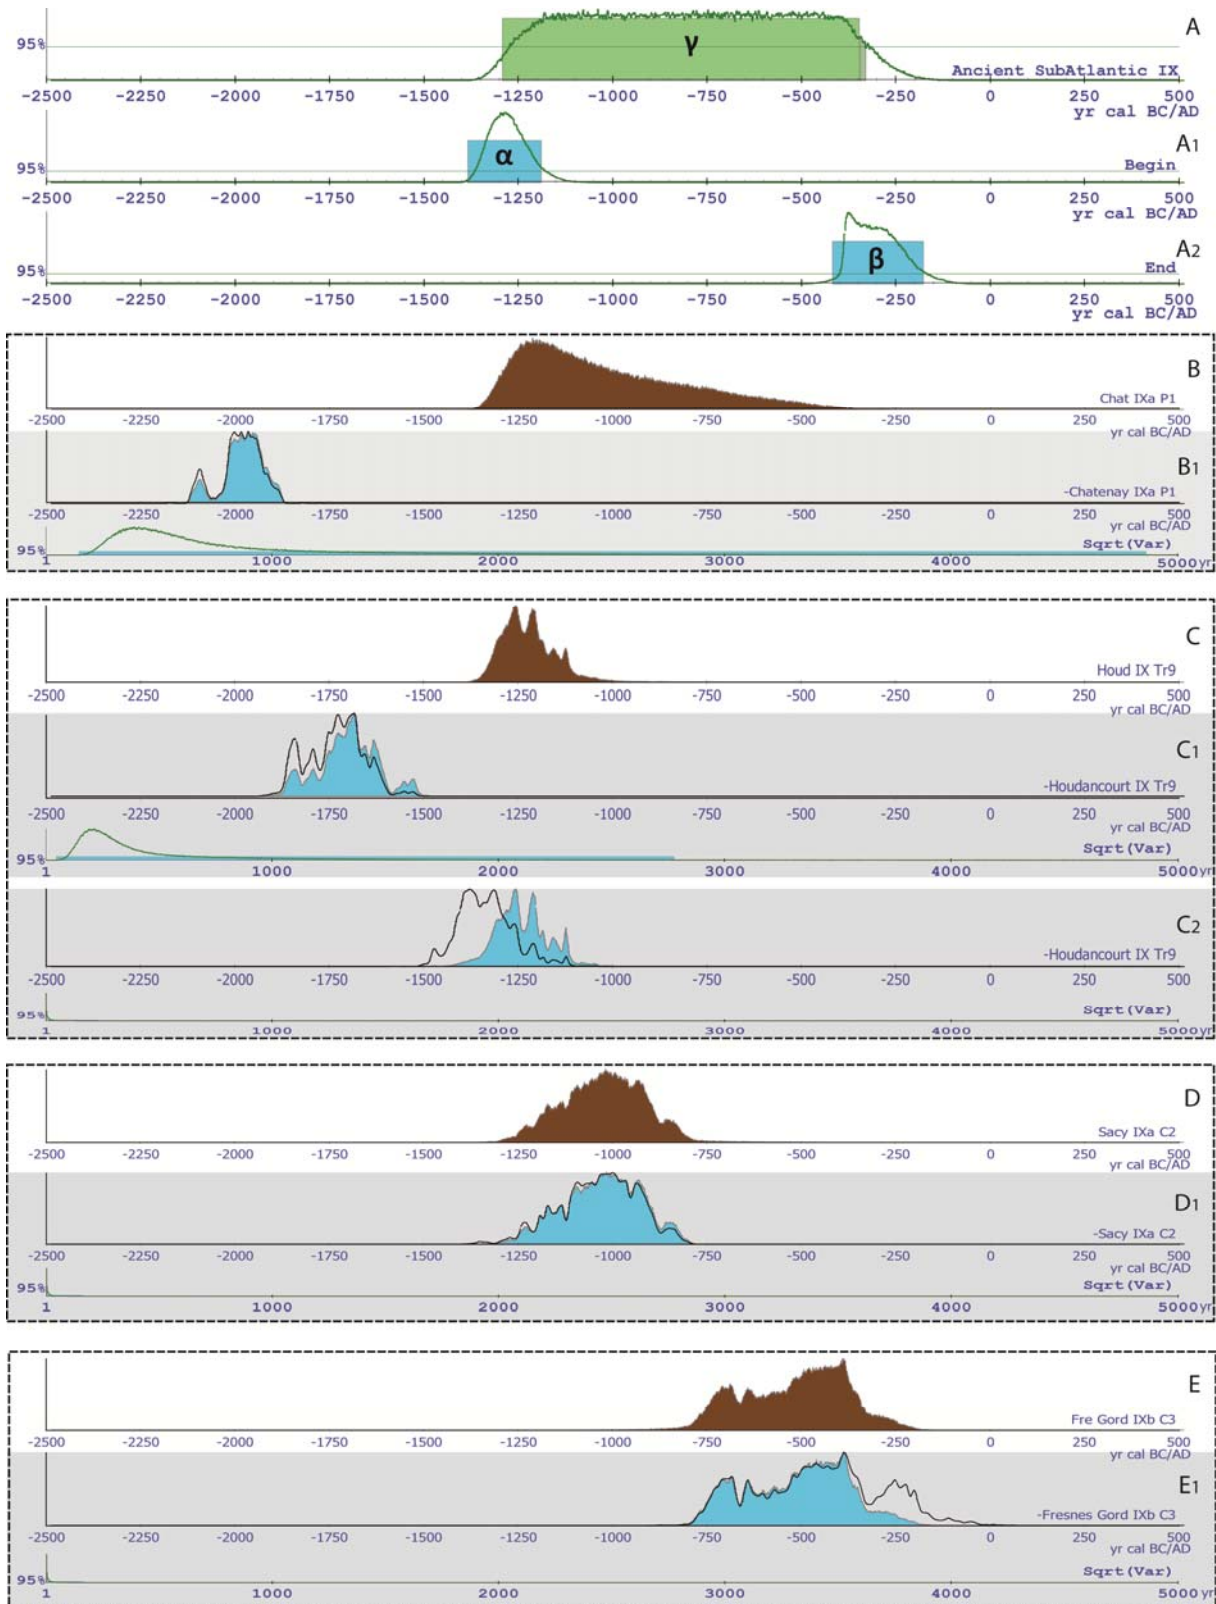 A
γ
95%
Ancient SubAtlantic IX
-2500 -2250 -2000 -1750 -1500 -1250 -1000 -750 -500 -250 0 250 500
yr cal BC/AD
A1
α
95%
Begin
-2500 -2250 -2000 -1750 -1500 -1250 -1000 -750 -500 -250 0 250 500
yr cal BC/AD
A2
β
95%
End
-2500 -2250 -2000 -1750 -1500 -1250 -1000 -750 -500 -250 0 250 500
yr cal BC/AD
B
Chat IXa P1
-2500 -2250 -2000 -1750 -1500 -1250 -1000 -750 -500 -250 0 250 500
yr cal BC/AD
B1
-Chatenay IXa P1
-2500 -2250 -2000 -1750 -1500 -1250 -1000 -750 -500 -250 0 250 500
yr cal BC/AD
Sqrt(Var)
95%
1 1000 2000 3000 4000 5000yr
C
Houd IX Tr9
-2500 -2250 -2000 -1750 -1500 -1250 -1000 -750 -500 -250 0 250 500
yr cal BC/AD
C1
-Houdancourt IX Tr9
-2500 -2250 -2000 -1750 -1500 -1250 -1000 -750 -500 -250 0 250 500
yr cal BC/AD
Sqrt(Var)
95%
1 1000 2000 3000 4000 5000yr
C2
-Houdancourt IX Tr9
-2500 -2250 -2000 -1750 -1500 -1250 -1000 -750 -500 -250 0 250 500
yr cal BC/AD
Sqrt(Var)
95%
1 1000 2000 3000 4000 5000yr
D
Sacy IXa C2
-2500 -2250 -2000 -1750 -1500 -1250 -1000 -750 -500 -250 0 250 500
yr cal BC/AD
D1
-Sacy IXa C2
-2500 -2250 -2000 -1750 -1500 -1250 -1000 -750 -500 -250 0 250 500
yr cal BC/AD
Sqrt(Var)
95%
1 1000 2000 3000 4000 5000yr
E
Fre Gord IXb C3
-2500 -2250 -2000 -1750 -1500 -1250 -1000 -750 -500 -250 0 250 500
yr cal BC/AD
E1
-Fresnes Gord IXb C3
-2500 -2250 -2000 -1750 -1500 -1250 -1000 -750 -500 -250 0 250 500
yr cal BC/AD
Sqrt(Var)
95%
1 1000 2000 3000 4000 5000yr